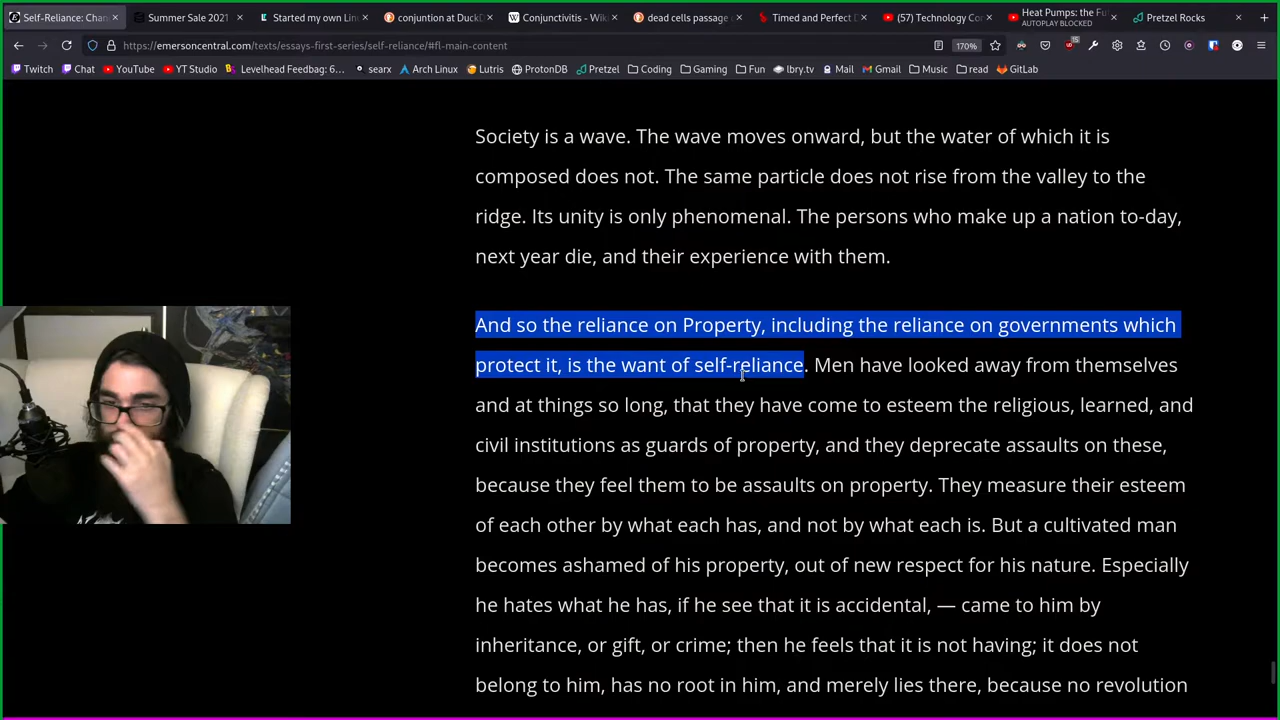 Self-Reliance: Chan
Summer Sale 2021
Started my own Lin
conjuntion at DuckD
Conjunctivitis - Wiki
dead cells passage
Timed and Perfect D
(57) Technology Co
Heat Pumps: the Fu
AUTOPLAY BLOCKED
Pretzel Rocks
https://emersoncentral.com/texts/essays-first-series/self-reliance/#fl-main-content
170%
15
Twitch
Chat
YouTube
YT Studio
Levelhead Feedbag: 6…
searx
Arch Linux
Lutris
ProtonDB
Pretzel
Coding
Gaming
Fun
lbry.tv
Mail
Gmail
Music
read
GitLab
Society is a wave. The wave moves onward, but the water of which it is
composed does not. The same particle does not rise from the valley to the
ridge. Its unity is only phenomenal. The persons who make up a nation to-day,
next year die, and their experience with them.
And so the reliance on Property, including the reliance on governments which
protect it, is the want of self-reliance. Men have looked away from themselves
and at things so long, that they have come to esteem the religious, learned, and
civil institutions as guards of property, and they deprecate assaults on these,
because they feel them to be assaults on property. They measure their esteem
of each other by what each has, and not by what each is. But a cultivated man
becomes ashamed of his property, out of new respect for his nature. Especially
he hates what he has, if he see that it is accidental, — came to him by
inheritance, or gift, or crime; then he feels that it is not having; it does not
belong to him, has no root in him, and merely lies there, because no revolution